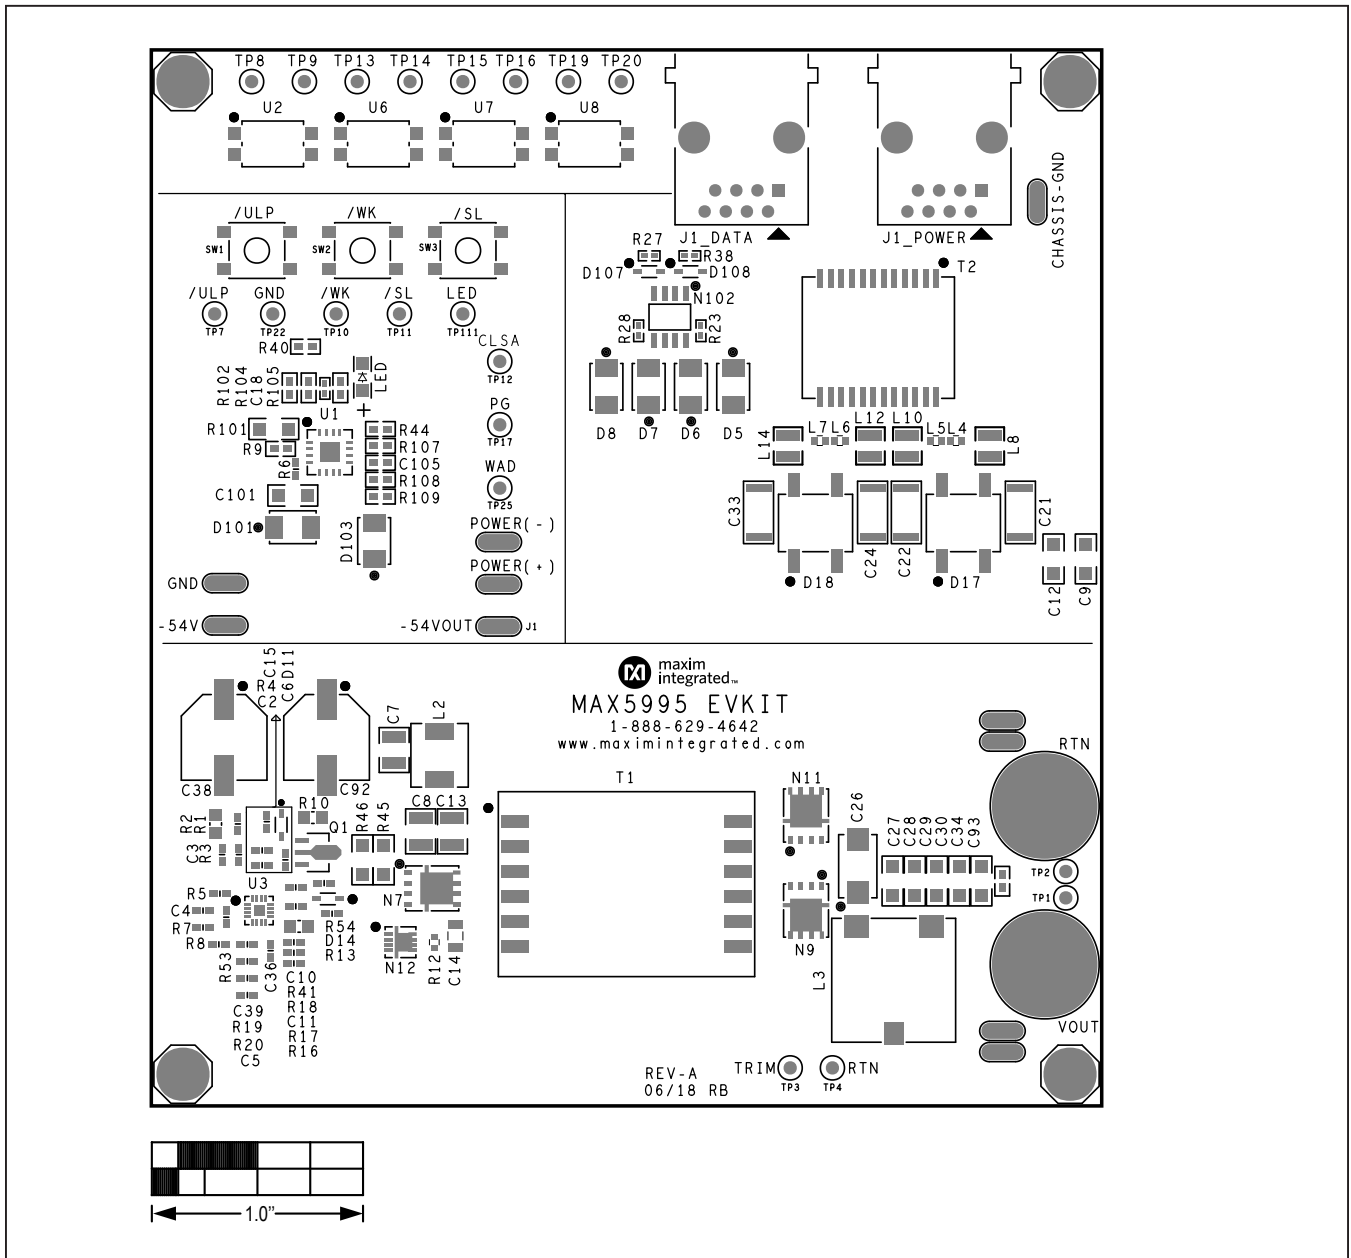 TP8 TP9 TP13 TP14 TP15 TP16 TP19 TP20
U2 U6 U7 U8
CHASSIS-GND
/ULP /WK /SL
SW1 SW2 SW3
J1_DATA J1_POWER
R27 R38
D107 D108
T2
N102
/ULP GND /WK /SL LED
TP7 TP22 TP10 TP11 TP111
R28 R23
R40
CLSA
TP12
R102 R104 C18 R105
LED
+
U1
PG
TP17
D8 D7 D6 D5
R101
R44
R107
R9
R6
C105
R108
R109
C101
WAD
TP25
L14 L7 L6 L12 L10 L5 L4 L8
D101
D103
POWER(-)
POWER(+)
C33 C24 C22 C21
D18 D17
C12 C9
GND
-54V
-54VOUT J1
C15
R4 D11
C2 C6
maxim
integrated™
MAX5995 EVKIT
1-888-629-4642
www.maximintegrated.com
C7 L2
RTN
C38 C92
T1
N11
R10
Q1
R2 R1
C3 R3
R46 R45
C8 C13
C26
C27 C28 C29 C30 C34 C93
TP2
TP1
U3
R5
C4
R7
R8
N7
R54
D14
R13
N12
R12 C14
N9
L3
R53
C36
C10
R41
R18
C11
R17
R16
C39
R19
R20
C5
VOUT
REV-A
06/18 RB
TRIM RTN
TP3 TP4
1.0”